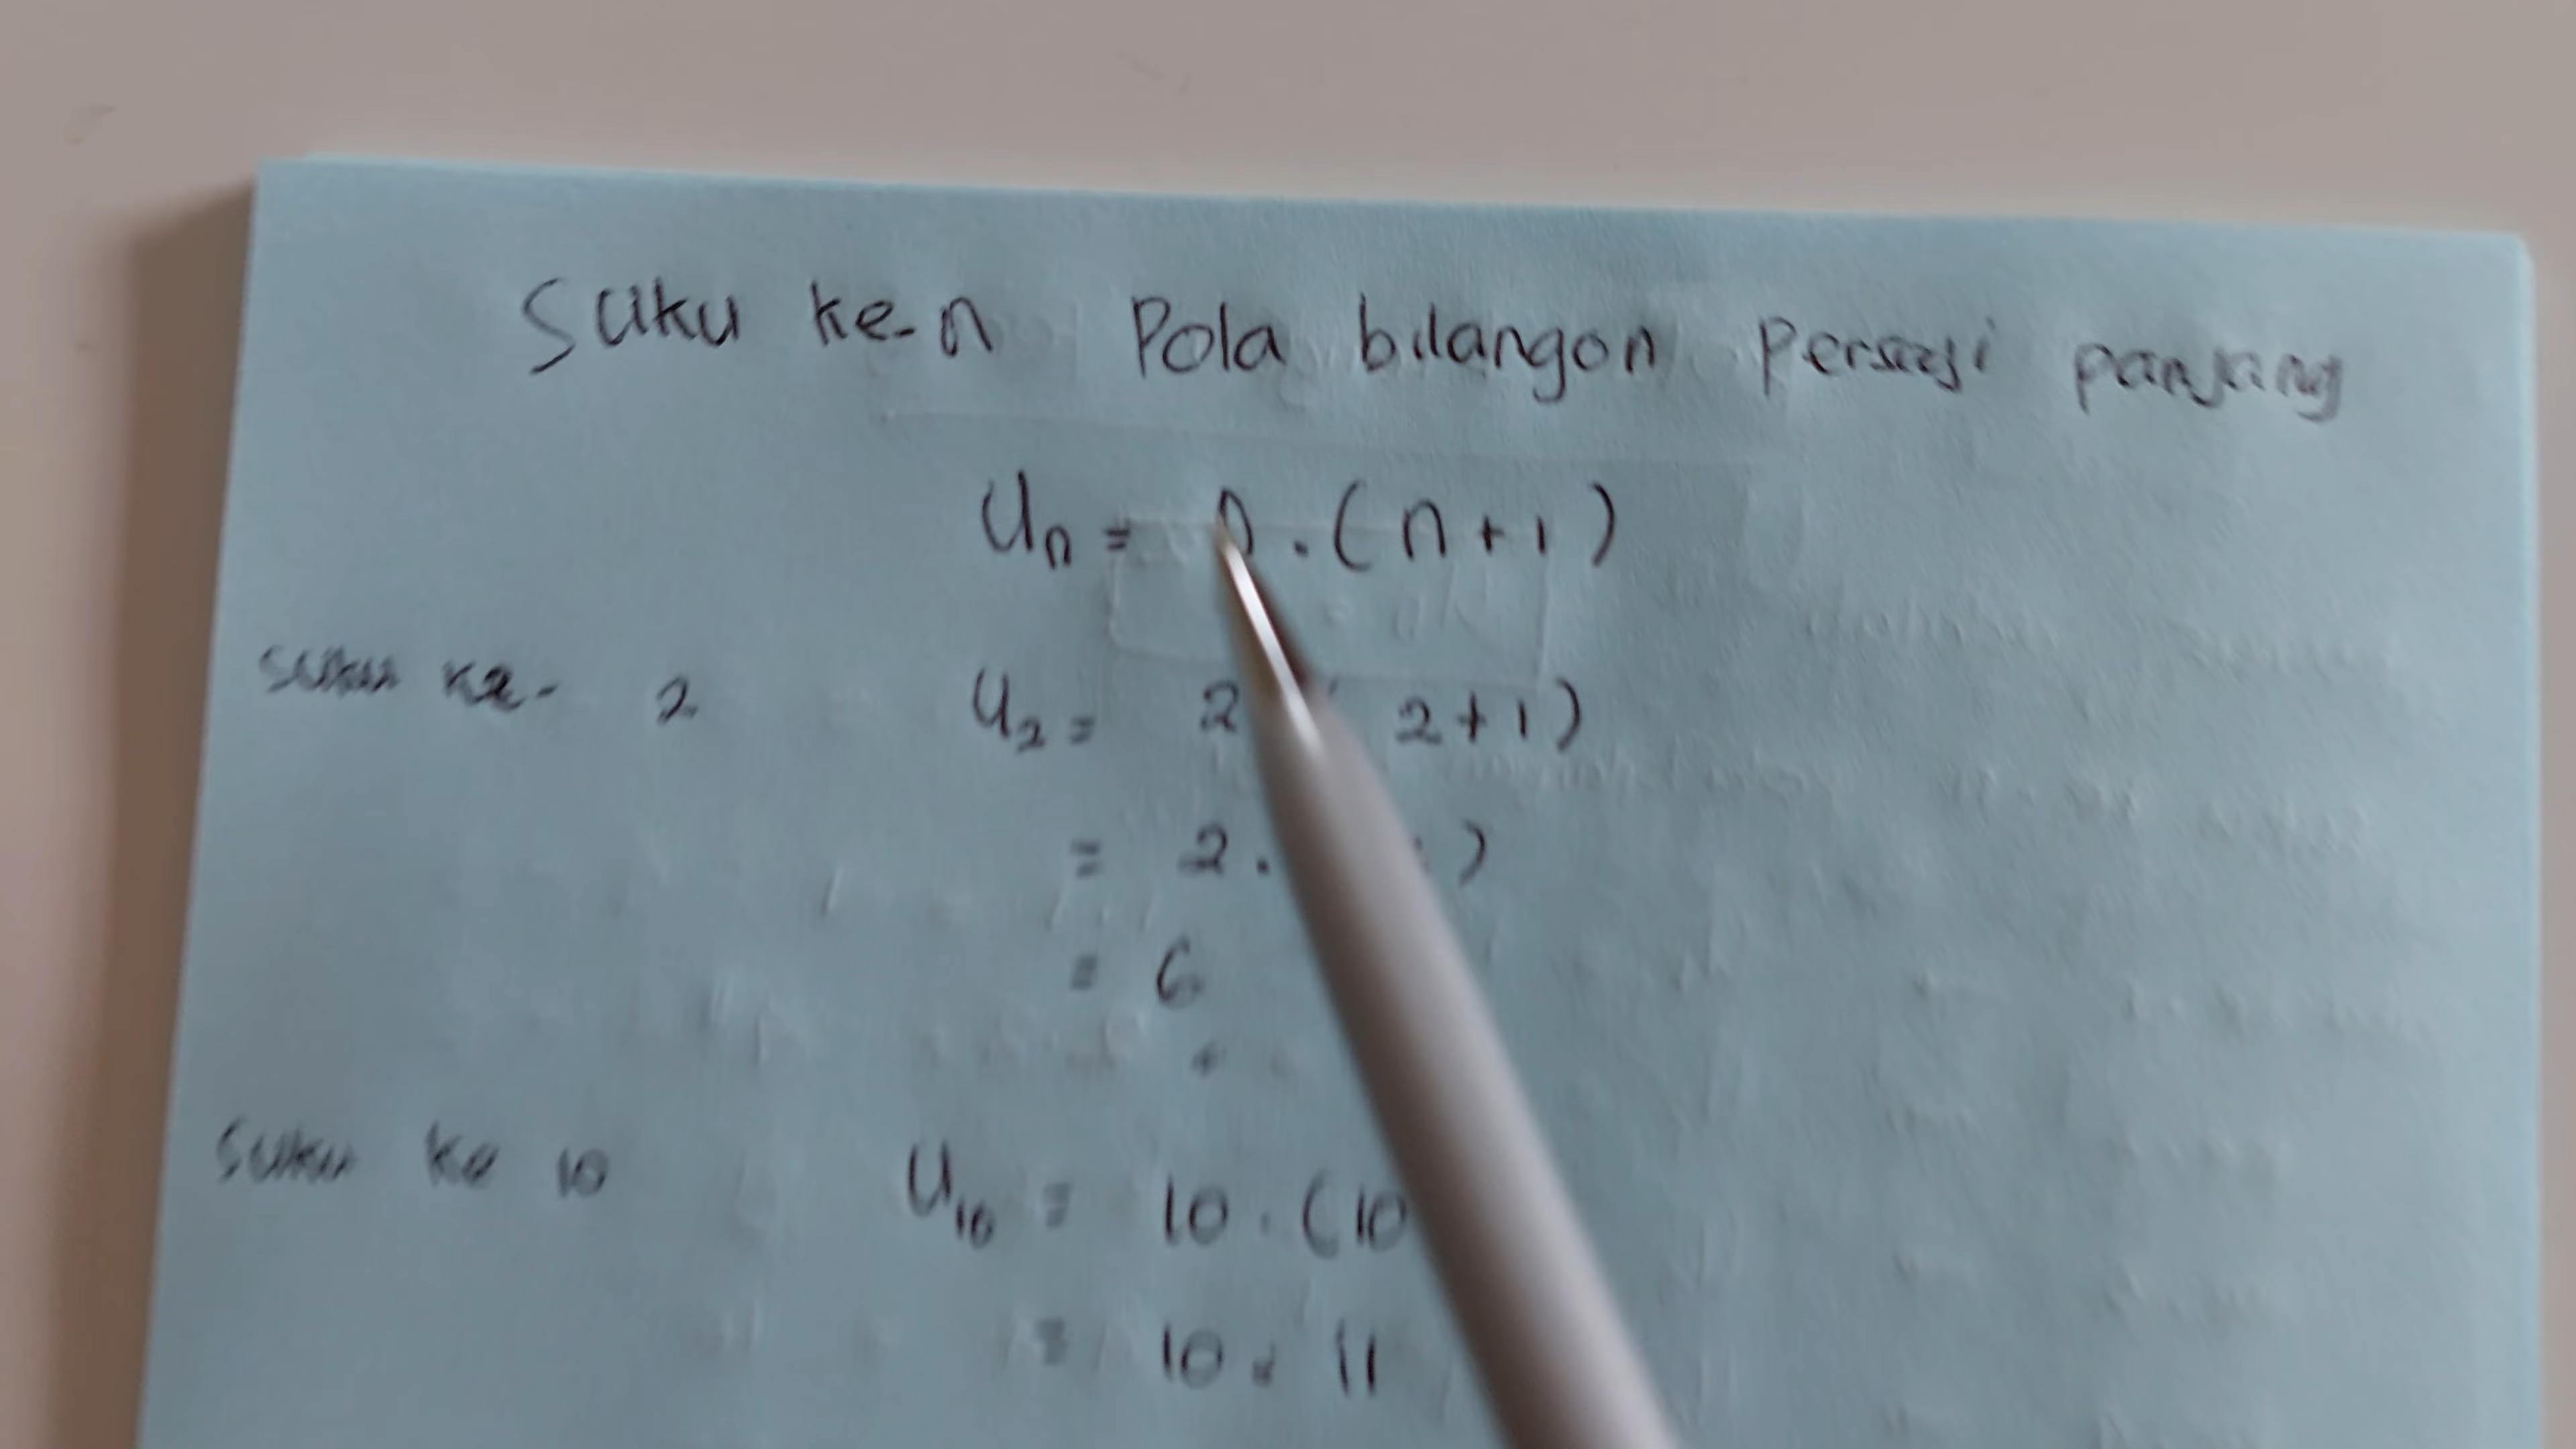 Suku ke-n Pola bilangan persegi panjang
Un = n . (n+1)
suku ke- 2 U2 = 2 2+1)
= 2. )
= 6
suku ke 10 U10 = 10 . (10
= 10 . 11